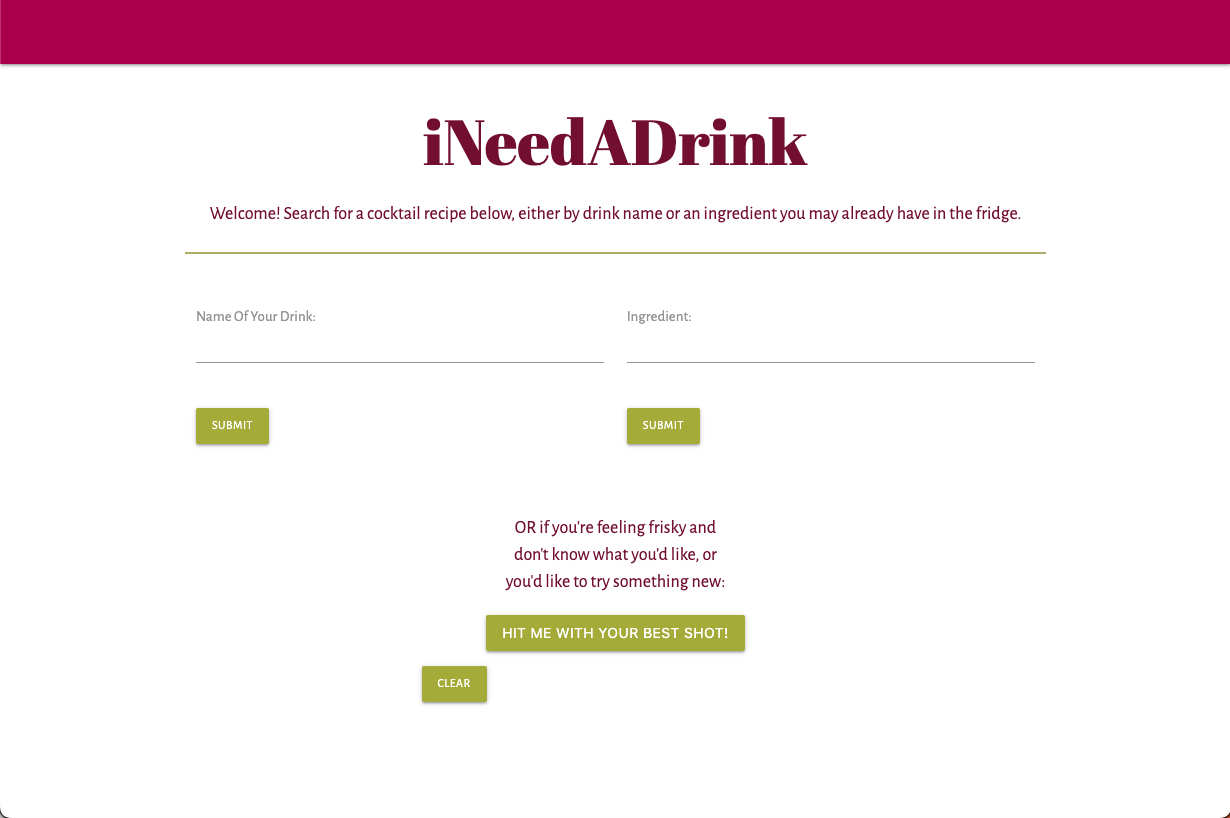 iNeedADrink
Welcome! Search for a cocktail recipe below, either by drink name or an ingredient you may already have in the fridge.
Name Of Your Drink:
Ingredient:
SUBMIT
SUBMIT
OR if you're feeling frisky and
don't know what you'd like, or
you'd like to try something new:
HIT ME WITH YOUR BEST SHOT!
CLEAR